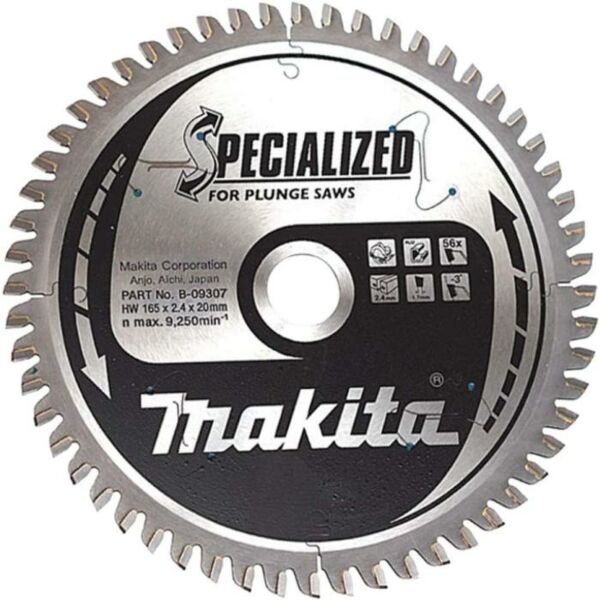 SPECIALIZED
FOR PLUNGE SAWS
Makita Corporation
Anjo, Aichi, Japan
PART No. B-09307
HW 165 x 2.4 x 20mm
n max. 9,250min⁻¹
56x
2.4mm
1.7mm
-3°
makita®